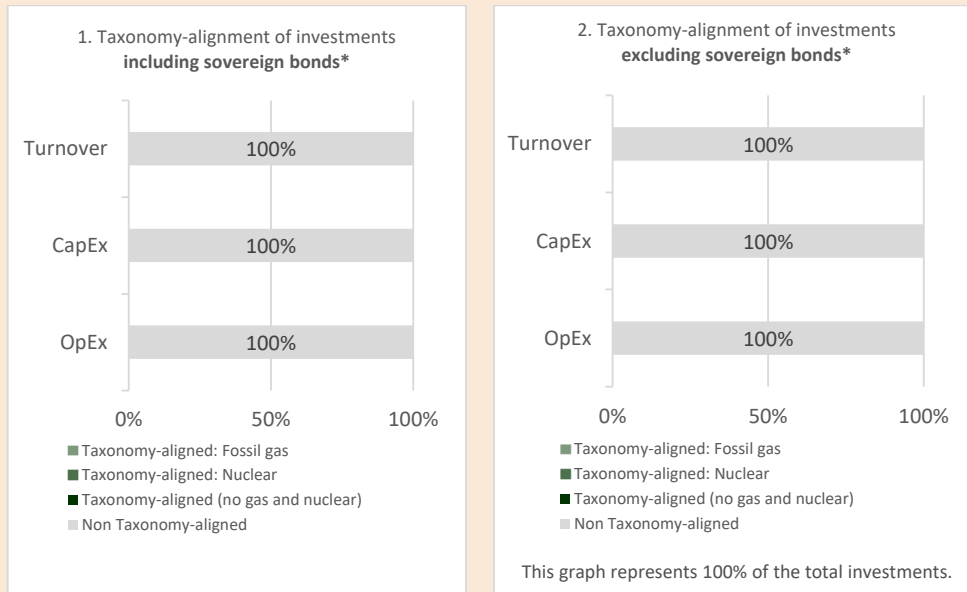 1. Taxonomy-alignment of investments
including sovereign bonds*
Turnover
100%
CapEx
100%
OpEx
100%
0%
50%
100%
Taxonomy-aligned: Fossil gas
Taxonomy-aligned: Nuclear
Taxonomy-aligned (no gas and nuclear)
Non Taxonomy-aligned
2. Taxonomy-alignment of investments
excluding sovereign bonds*
Turnover
100%
CapEx
100%
OpEx
100%
0%
50%
100%
Taxonomy-aligned: Fossil gas
Taxonomy-aligned: Nuclear
Taxonomy-aligned (no gas and nuclear)
Non Taxonomy-aligned
This graph represents 100% of the total investments.